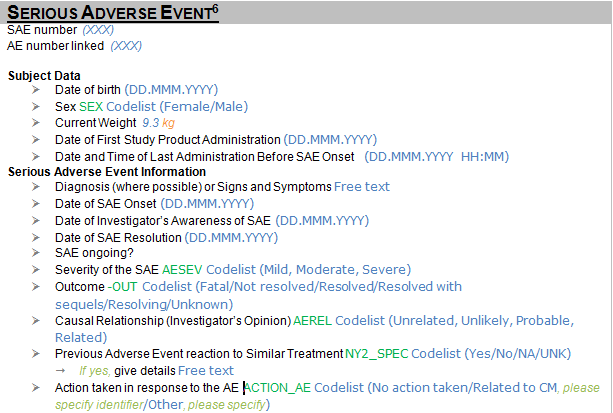 SERIOUS ADVERSE EVENT6
SAE number (XXX)
AE number linked (XXX)
Subject Data
➢ Date of birth (DD.MMM.YYYY)
➢ Sex SEX Codelist (Female/Male)
➢ Current Weight 9.3 kg
➢ Date of First Study Product Administration (DD.MMM.YYYY)
➢ Date and Time of Last Administration Before SAE Onset (DD.MMM.YYYY HH:MM)
Serious Adverse Event Information
➢ Diagnosis (where possible) or Signs and Symptoms Free text
➢ Date of SAE Onset (DD.MMM.YYYY)
➢ Date of Investigator's Awareness of SAE (DD.MMM.YYYY)
➢ Date of SAE Resolution (DD.MMM.YYYY)
➢ SAE ongoing?
➢ Severity of the SAE AESEV Codelist (Mild, Moderate, Severe)
➢ Outcome -OUT Codelist (Fatal/Not resolved/Resolved/Resolved with
sequels/Resolving/Unknown)
➢ Causal Relationship (Investigator's Opinion) AEREL Codelist (Unrelated, Unlikely, Probable,
Related)
➢ Previous Adverse Event reaction to Similar Treatment NY2_SPEC Codelist (Yes/No/NA/UNK)
→ If yes, give details Free text
➢ Action taken in response to the AE ACTION_AE Codelist (No action taken/Related to CM, please
specify identifier/Other, please specify)